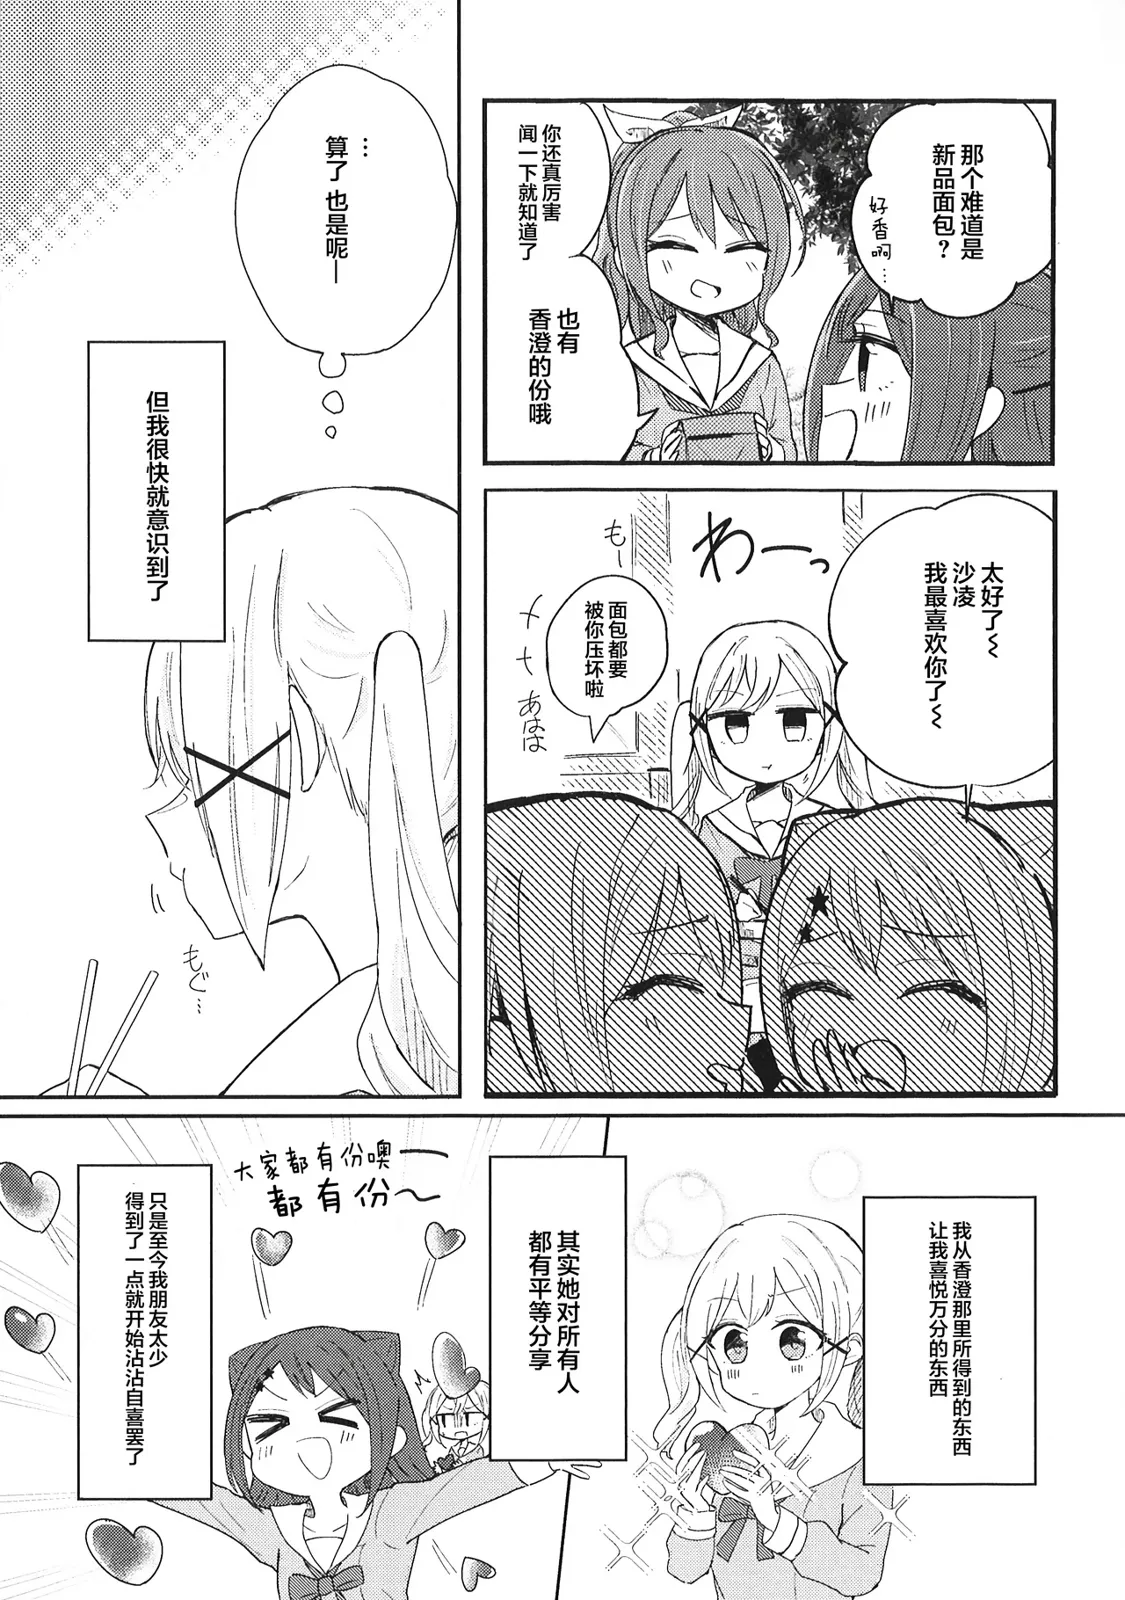 那个难道是
新品面包？
好香啊…
你还真厉害
闻一下就知道了
也有
香澄的份哦
太好了～
沙凌
我最喜欢你了～
わーっ
もー
面包都要
被你压坏啦
あはは
…
算了 也是呢—
但我很快就意识到了
もぐ…
我从香澄那里所得到的东西
让我喜悦万分的东西
其实她对所有人
都有平等分享
大家都有份噢—
都有份～
只是至今我朋友太少
得到了一点就开始沾沾自喜罢了